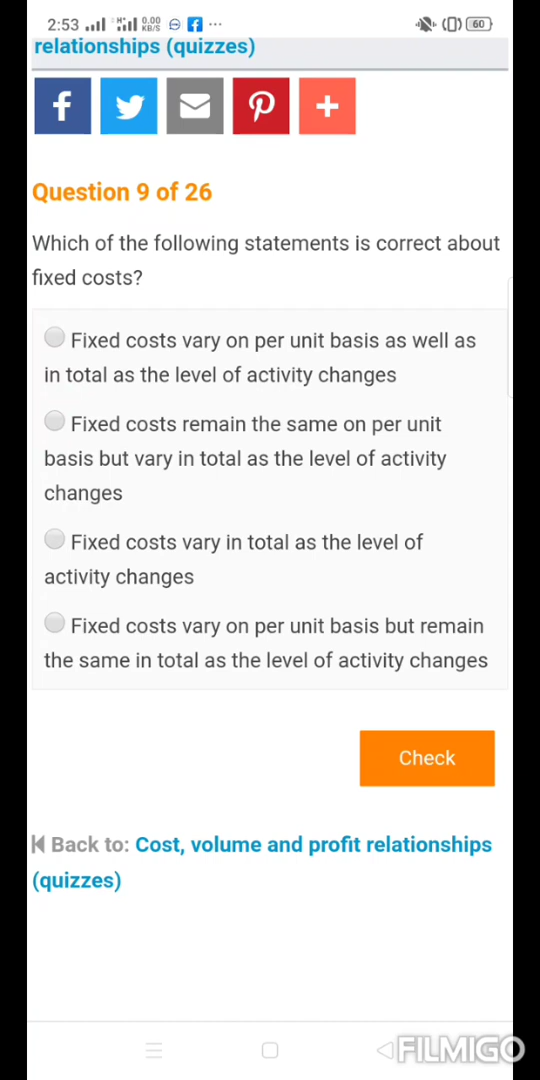 2:53 0.00 KB/S ... 60
relationships (quizzes)
Question 9 of 26
Which of the following statements is correct about
fixed costs?
Fixed costs vary on per unit basis as well as
in total as the level of activity changes
Fixed costs remain the same on per unit
basis but vary in total as the level of activity
changes
Fixed costs vary in total as the level of
activity changes
Fixed costs vary on per unit basis but remain
the same in total as the level of activity changes
Check
Back to: Cost, volume and profit relationships
(quizzes)
FILMIGO